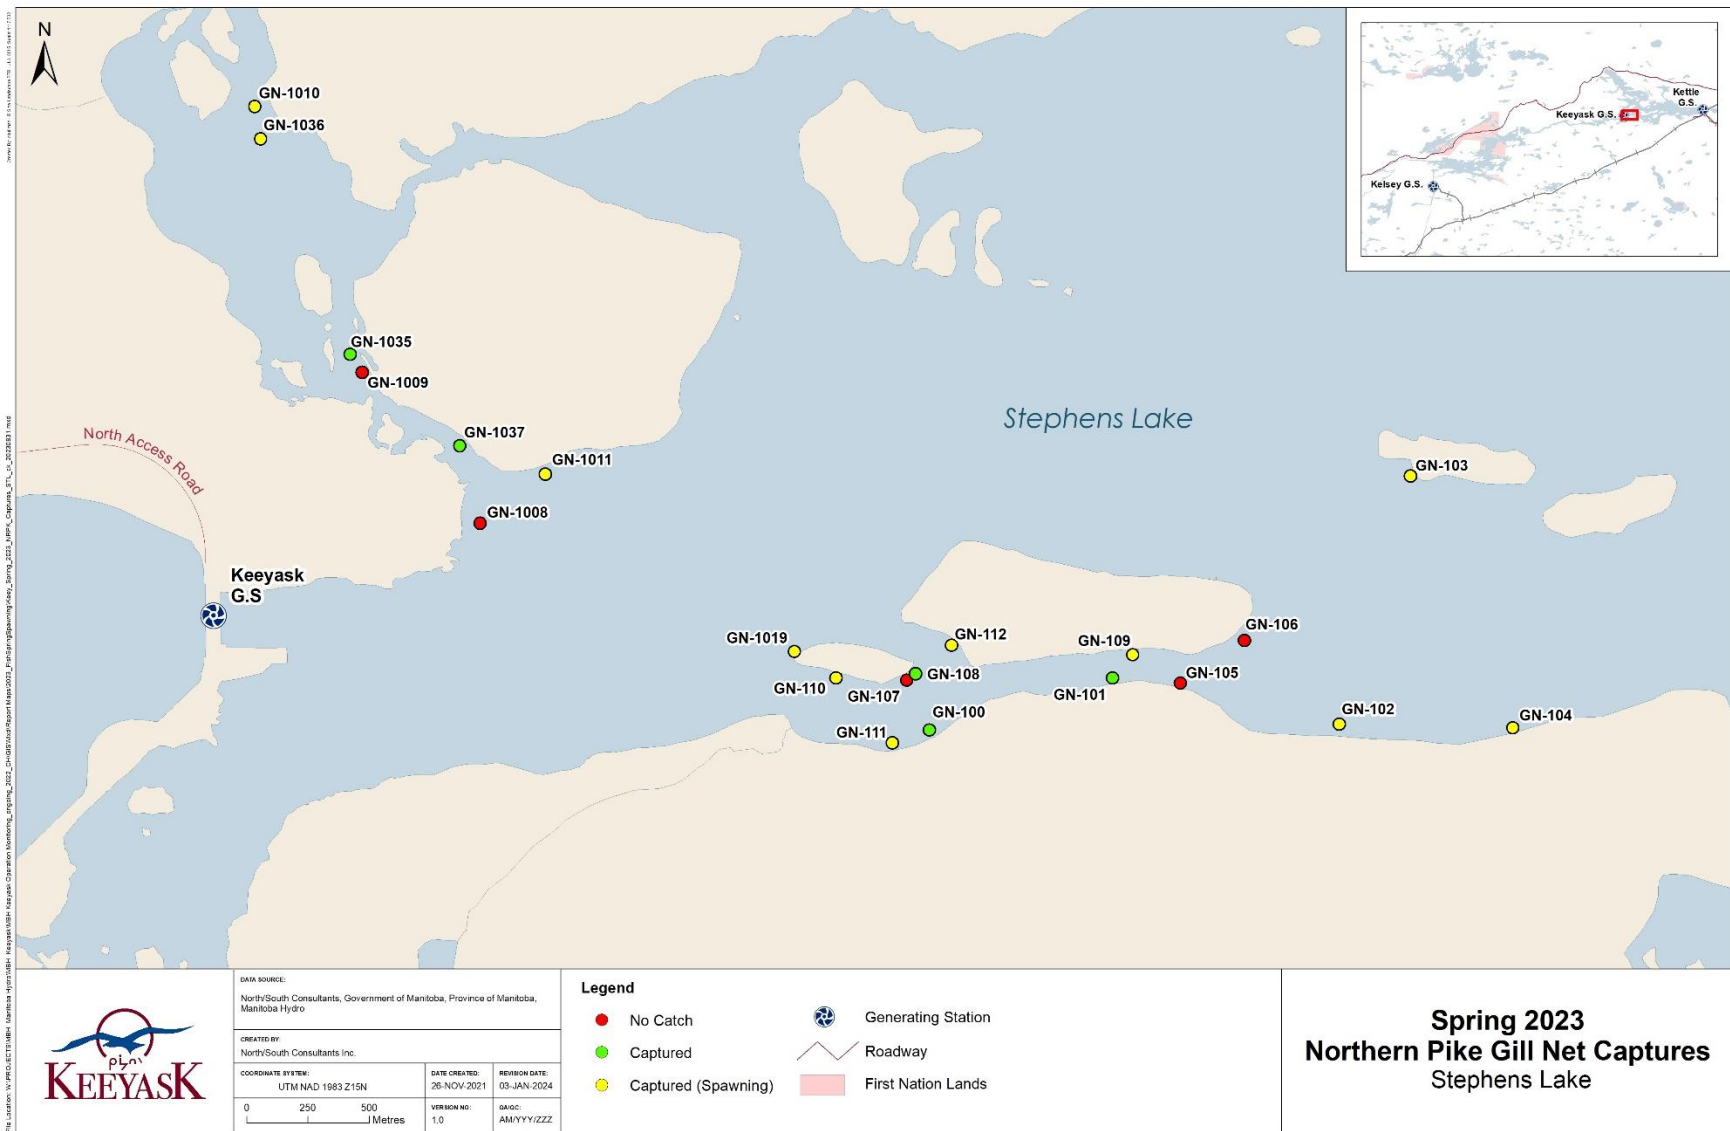 N
GN-1010
GN-1036
GN-1035
GN-1009
GN-1037
GN-1011
GN-1008
North Access Road
Keeyask
G.S
Stephens Lake
GN-103
GN-1019
GN-110
GN-107
GN-108
GN-112
GN-109
GN-101
GN-106
GN-105
GN-100
GN-111
GN-102
GN-104
Kettle
G.S.
Keeyask G.S.
Kelsey G.S.
KEEYASK
DATA SOURCE:
North/South Consultants, Government of Manitoba, Province of Manitoba,
Manitoba Hydro
CREATED BY:
North/South Consultants Inc.
COORDINATE SYSTEM:
UTM NAD 1983 Z15N
DATE CREATED:
26-NOV-2021
REVISION DATE:
03-JAN-2024
0 250 500
Metres
VERSION NO:
1.0
QA/QC:
AM/YYY/ZZZ
Legend
No Catch
Captured
Captured (Spawning)
Generating Station
Roadway
First Nation Lands
Spring 2023
Northern Pike Gill Net Captures
Stephens Lake